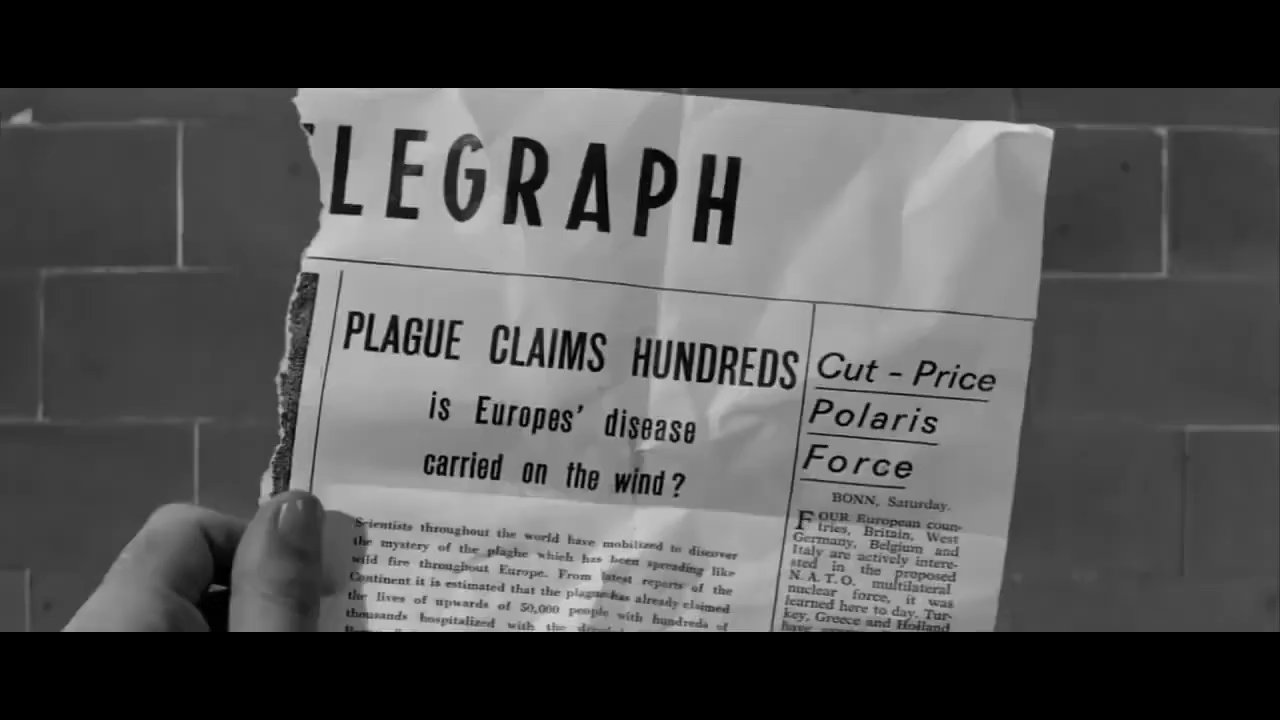 LEGRAPH
PLAGUE CLAIMS HUNDREDS
is Europes' disease
carried on the wind?
Scientists throughout the world have mobilized to discover
the mystery of the plaghe which has been spreading like
wild fire throughout Europe. From latest reports of the
Continent it is estimated that the plague has already claimed
the lives of upwards of 50,000 people with hundreds of
thousands hospitalized with the
Cut - Price
Polaris
Force
BONN, Saturday.
FOUR European coun-
tries, Britain, West
Germany, Belgium and
Italy are actively intere-
sted in the proposed
N.A.T.O. multilateral
nuclear force, it was
learned here to day. Tur-
key, Greece and Holland
have